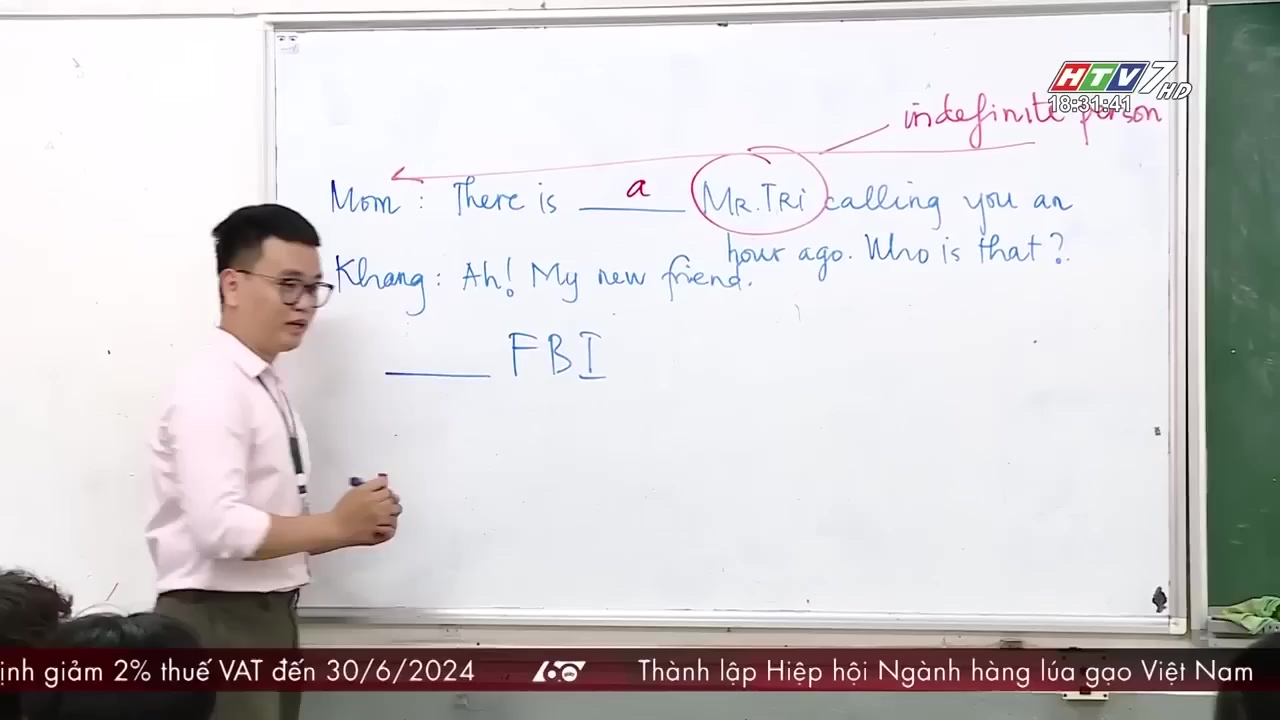 HTV7 HD
18:31:41
indefinite person
Mom : There is a MR.TRi calling you an
hour ago. Who is that?
Khang : Ah! My new friend.
____ FBI
ịnh giảm 2% thuế VAT đến 30/6/2024 60 Thành lập Hiệp hội Ngành hàng lúa gạo Việt Nam